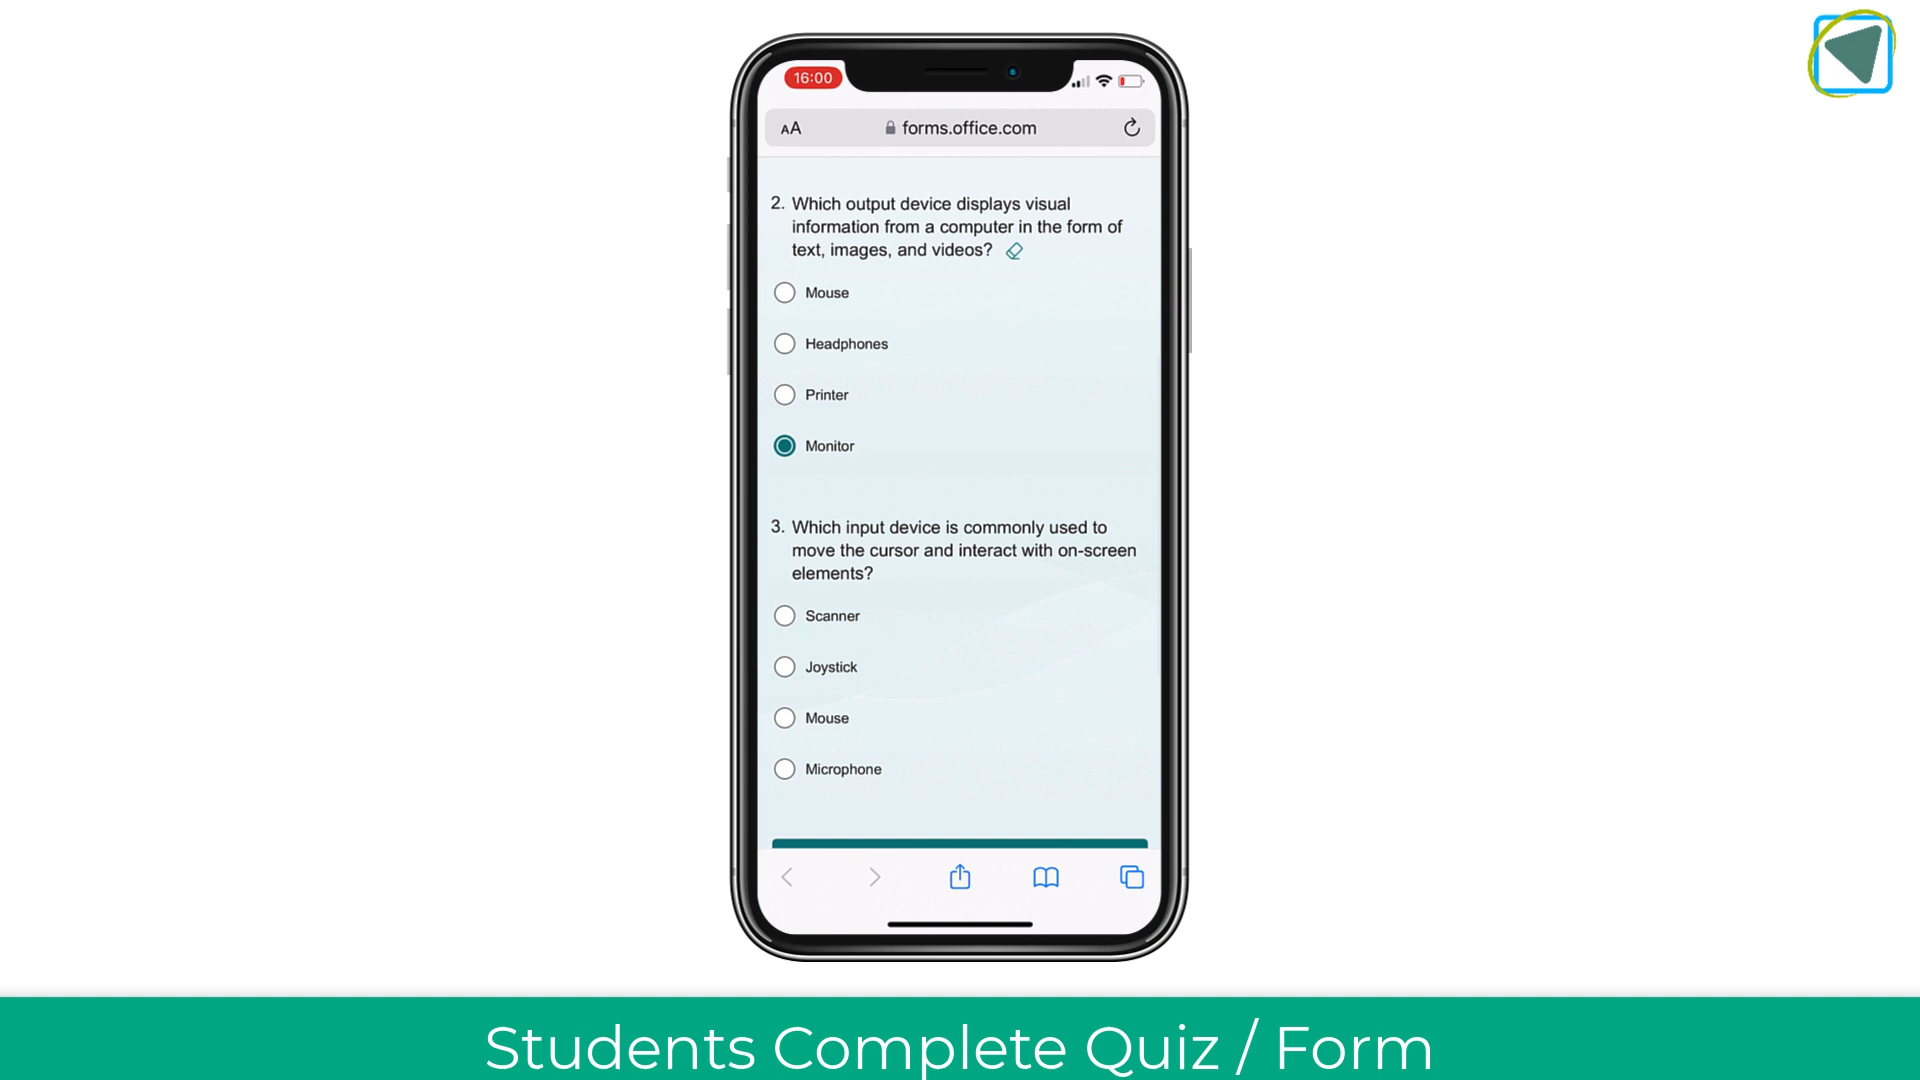 16:00
AA
forms.office.com
2. Which output device displays visual
information from a computer in the form of
text, images, and videos?
Mouse
Headphones
Printer
Monitor
3. Which input device is commonly used to
move the cursor and interact with on-screen
elements?
Scanner
Joystick
Mouse
Microphone
Students Complete Quiz / Form